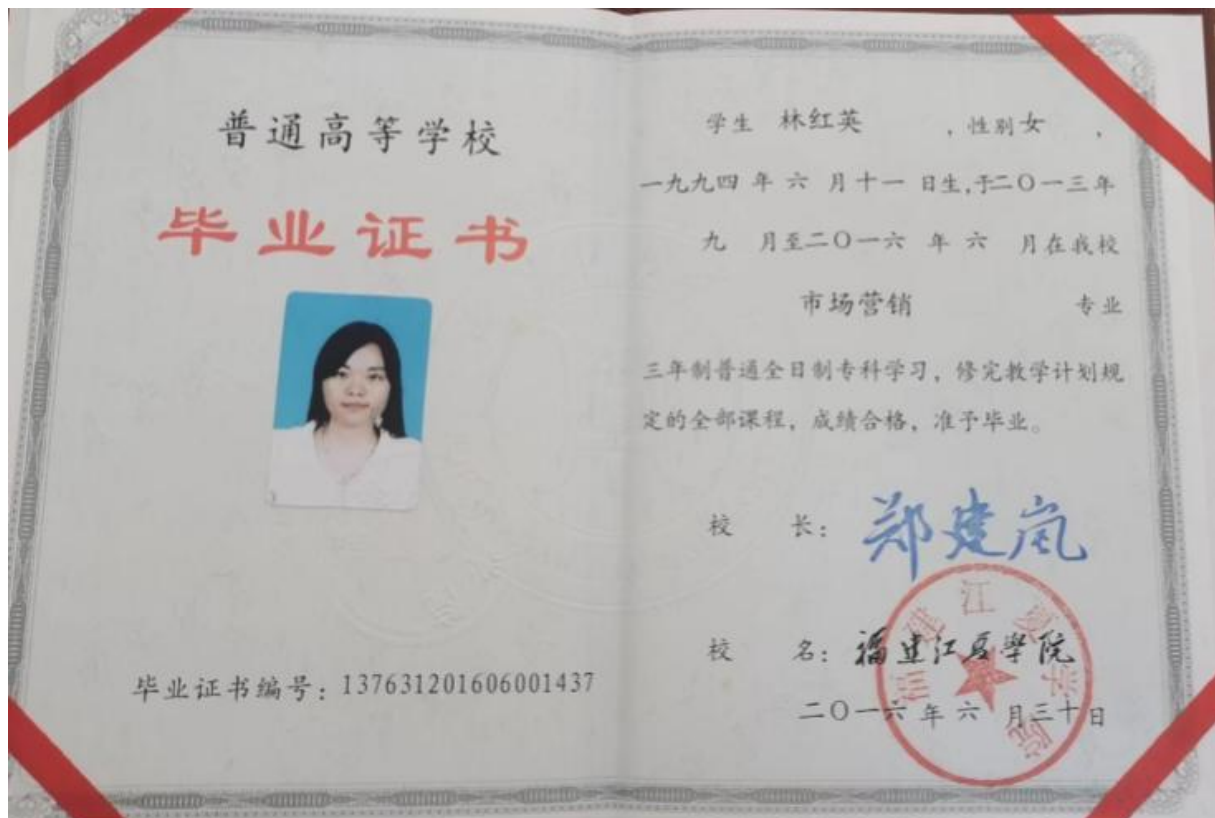 普通高等学校
毕业证书
毕业证书编号：137631201606001437
学生 林红英 ，性别 女 ，
一九九四 年 六 月十一 日生，于二〇一三年
九 月至二〇一六 年 六 月在我校
市场营销 专业
三年制普通全日制专科学习，修完教学计划规
定的全部课程，成绩合格，准予毕业。
校 长：郑建岚
校 名：福建江夏學院
二〇一六 年 六 月三十日
福建江夏学院